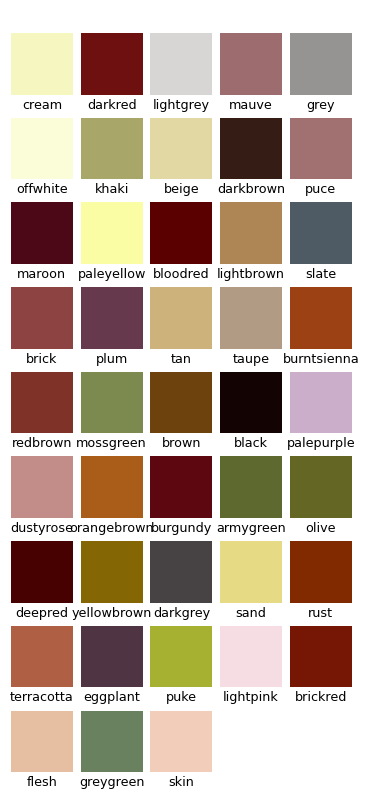 cream darkred lightgrey mauve grey
offwhite khaki beige darkbrown puce
maroon paleyellow bloodred lightbrown slate
brick plum tan taupe burntsienna
redbrown mossgreen brown black palepurple
dustyrose orangebrown burgundy armygreen olive
deepred yellowbrown darkgrey sand rust
terracotta eggplant puke lightpink brickred
flesh greygreen skin